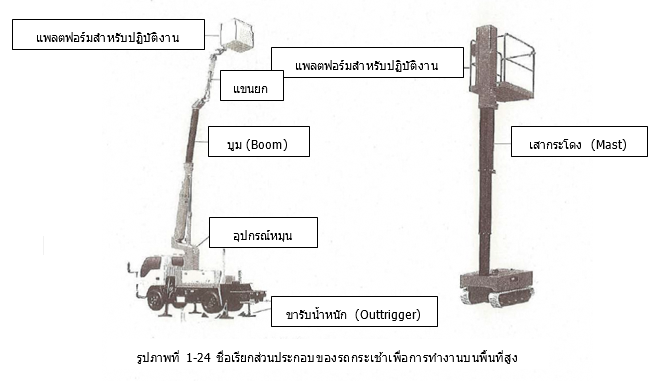 แพลตฟอร์มสำหรับปฏิบัติงาน
แพลตฟอร์มสำหรับปฏิบัติงาน
แขนยก
บูม (Boom)
เสากระโดง (Mast)
อุปกรณ์หมุน
ขารับน้ำหนัก (Outtrigger)
รูปภาพที่ 1-24 ชื่อเรียกส่วนประกอบของรถกระเช้าเพื่อการทำงานบนพื้นที่สูง